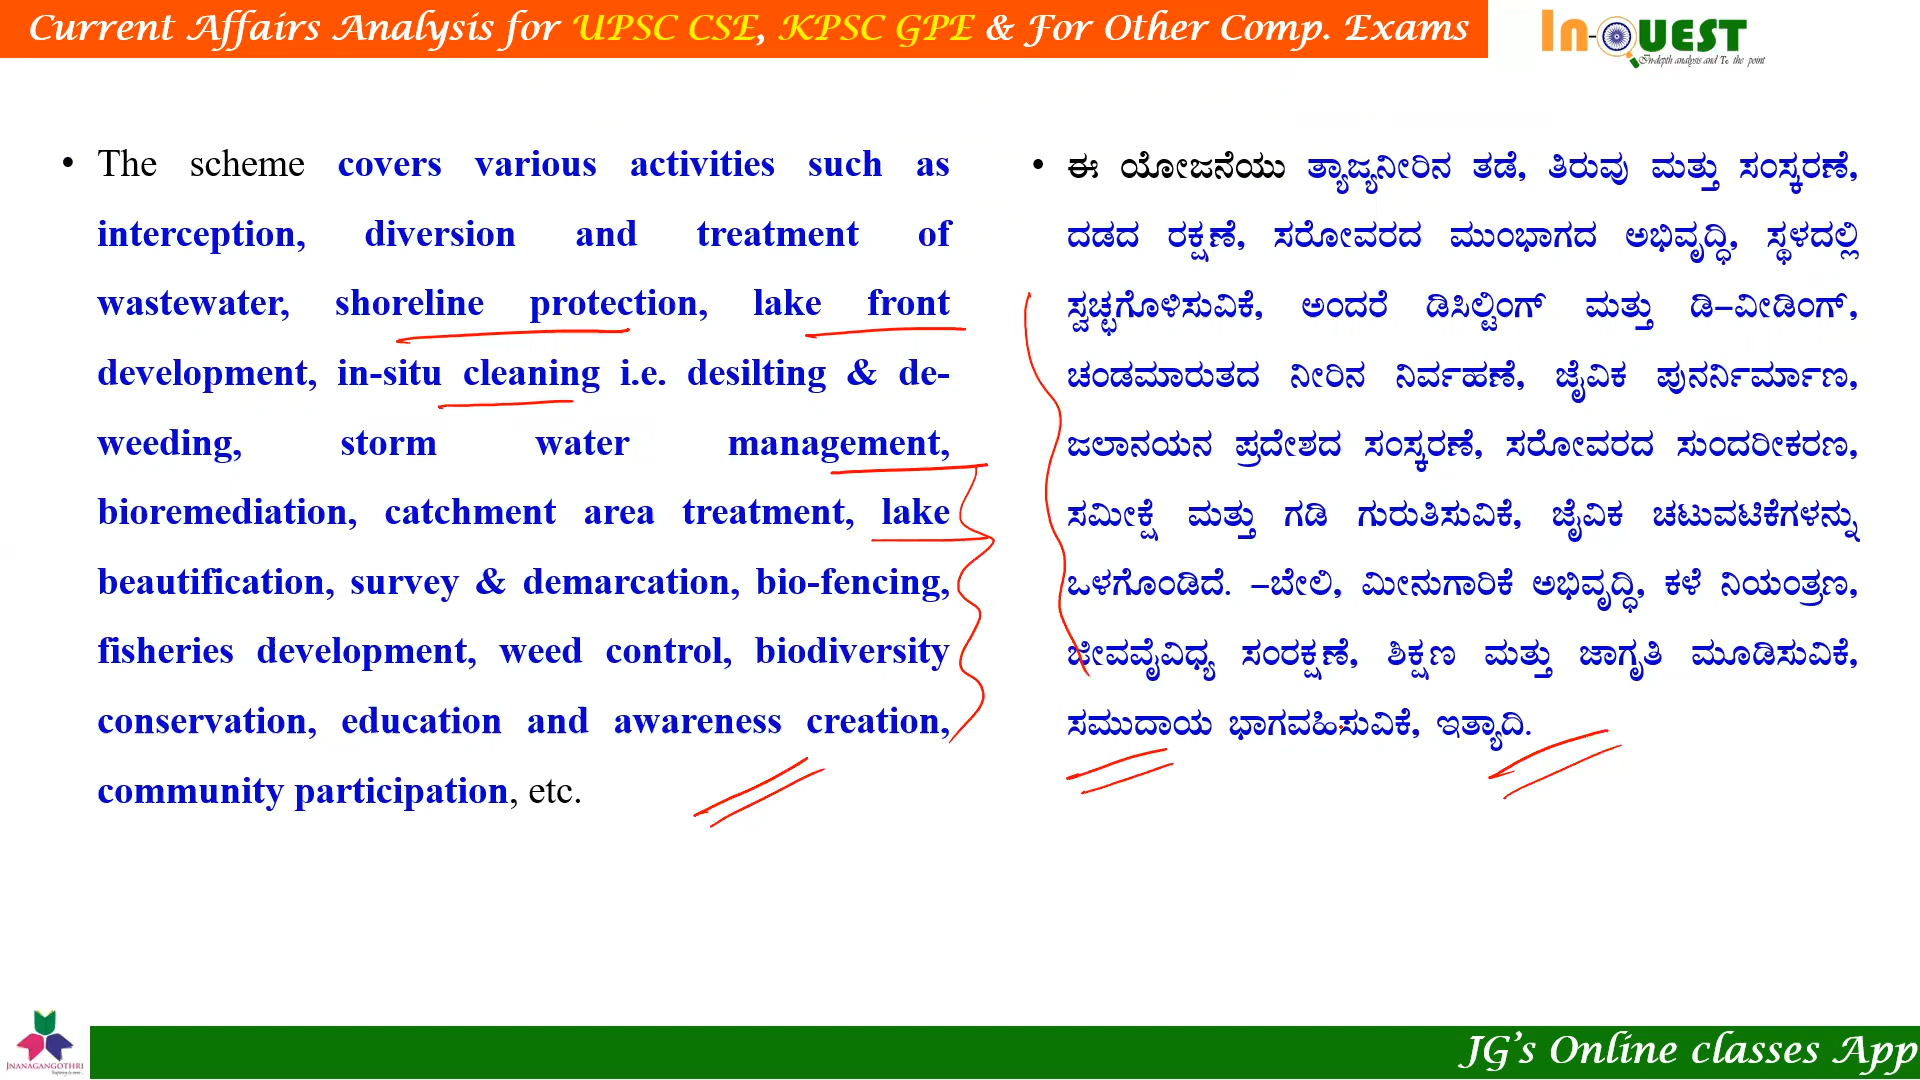 Current Affairs Analysis for UPSC CSE, KPSC GPE & For Other Comp. Exams
In-QUEST
In-depth analysis and To the point
• The scheme covers various activities such as
interception, diversion and treatment of
wastewater, shoreline protection, lake front
development, in-situ cleaning i.e. desilting & de-
weeding, storm water management,
bioremediation, catchment area treatment, lake
beautification, survey & demarcation, bio-fencing,
fisheries development, weed control, biodiversity
conservation, education and awareness creation,
community participation, etc.
• ಈ ಯೋಜನೆಯು ತ್ಯಾಜ್ಯನೀರಿನ ತಡೆ, ತಿರುವು ಮತ್ತು ಸಂಸ್ಕರಣೆ,
ದಡದ ರಕ್ಷಣೆ, ಸರೋವರದ ಮುಂಭಾಗದ ಅಭಿವೃದ್ಧಿ, ಸ್ಥಳದಲ್ಲಿ
ಸ್ವಚ್ಛಗೊಳಿಸುವಿಕೆ, ಅಂದರೆ ಡಿಸಿಲ್ಟಿಂಗ್ ಮತ್ತು ಡಿ-ವೀಡಿಂಗ್,
ಚಂಡಮಾರುತದ ನೀರಿನ ನಿರ್ವಹಣೆ, ಜೈವಿಕ ಪುನರ್ನಿರ್ಮಾಣ,
ಜಲಾನಯನ ಪ್ರದೇಶದ ಸಂಸ್ಕರಣೆ, ಸರೋವರದ ಸುಂದರೀಕರಣ,
ಸಮೀಕ್ಷೆ ಮತ್ತು ಗಡಿ ಗುರುತಿಸುವಿಕೆ, ಜೈವಿಕ ಚಟುವಟಿಕೆಗಳನ್ನು
ಒಳಗೊಂಡಿದೆ. -ಬೇಲಿ, ಮೀನುಗಾರಿಕೆ ಅಭಿವೃದ್ಧಿ, ಕಳೆ ನಿಯಂತ್ರಣ,
ಜೀವವೈವಿಧ್ಯ ಸಂರಕ್ಷಣೆ, ಶಿಕ್ಷಣ ಮತ್ತು ಜಾಗೃತಿ ಮೂಡಿಸುವಿಕೆ,
ಸಮುದಾಯ ಭಾಗವಹಿಸುವಿಕೆ, ಇತ್ಯಾದಿ.
JNANAGANGOTHRI
JG's Online classes App